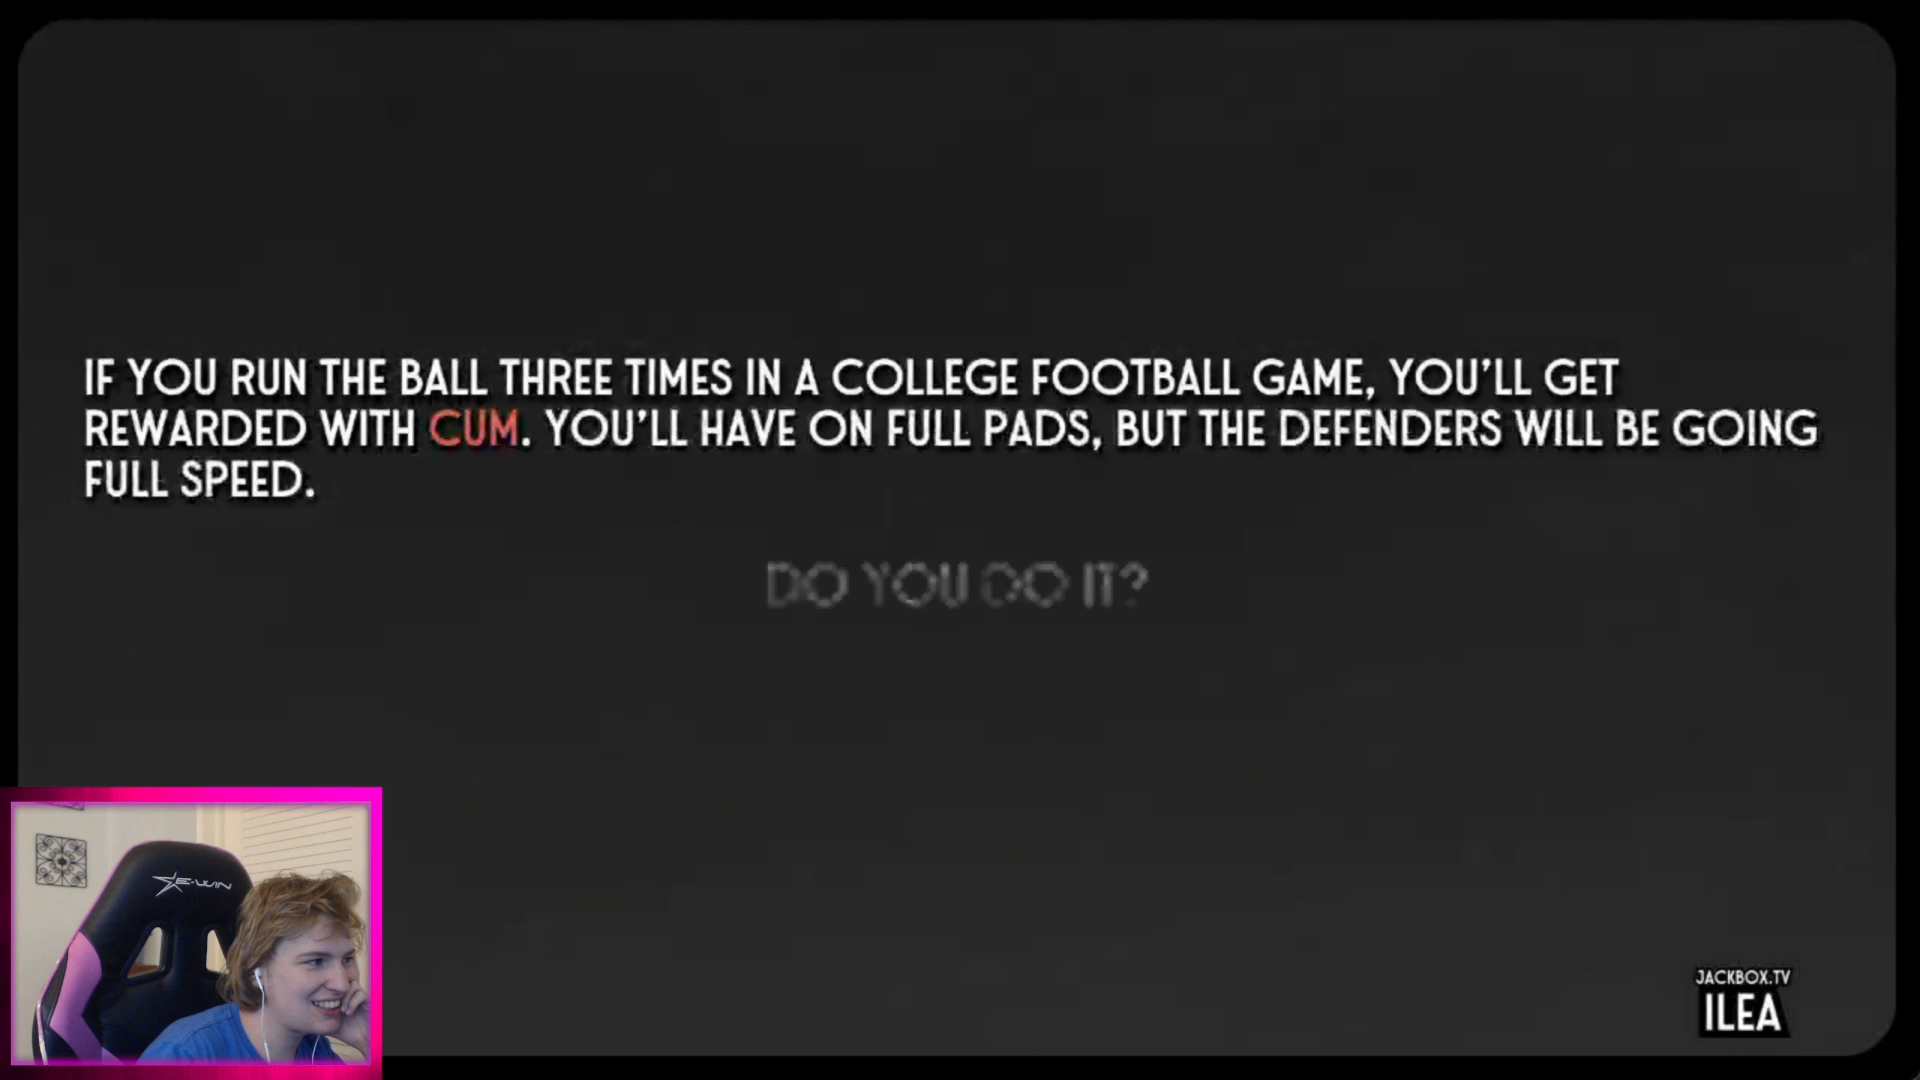 IF YOU RUN THE BALL THREE TIMES IN A COLLEGE FOOTBALL GAME, YOU'LL GET
REWARDED WITH CUM. YOU'LL HAVE ON FULL PADS, BUT THE DEFENDERS WILL BE GOING
FULL SPEED.
DO YOU DO IT?
E-WIN
JACKBOX.TV
ILEA